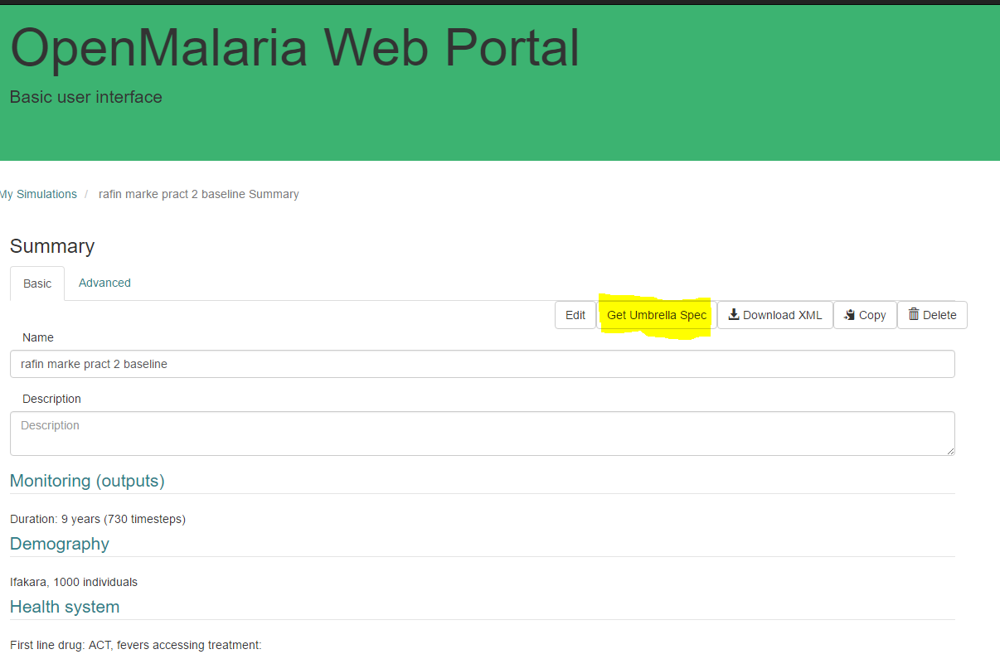 OpenMalaria Web Portal
Basic user interface
My Simulations / rafin marke pract 2 baseline Summary
Summary
Basic Advanced
Edit Get Umbrella Spec Download XML Copy Delete
Name
rafin marke pract 2 baseline
Description
Description
Monitoring (outputs)
Duration: 9 years (730 timesteps)
Demography
Ifakara, 1000 individuals
Health system
First line drug: ACT, fevers accessing treatment: